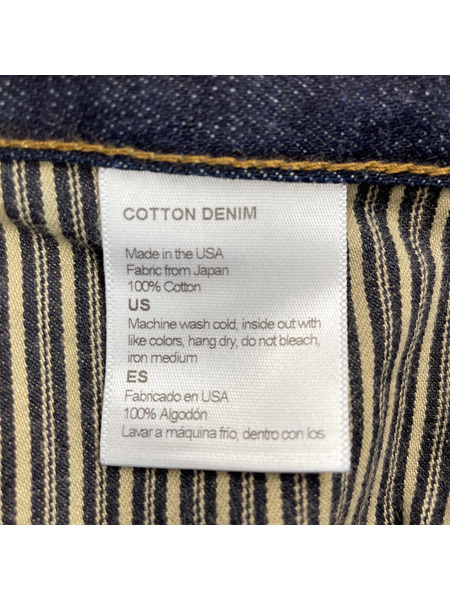 COTTON DENIM
Made in the USA
Fabric from Japan
100% Cotton
US
Machine wash cold, inside out with
like colors, hang dry, do not bleach,
iron medium
ES
Fabricado en USA
100% Algodón
Lavar a máquina frio, dentro con los